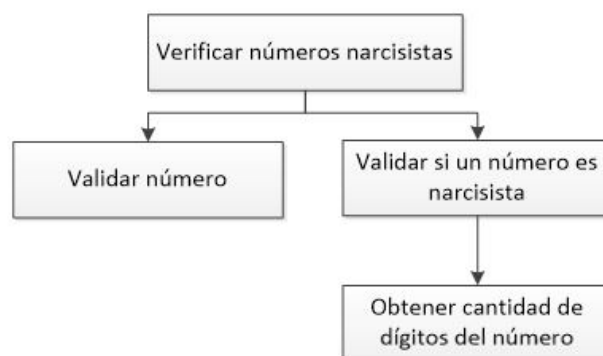 Verificar números narcisistas
Validar número
Validar si un número es
narcisista
Obtener cantidad de
dígitos del número